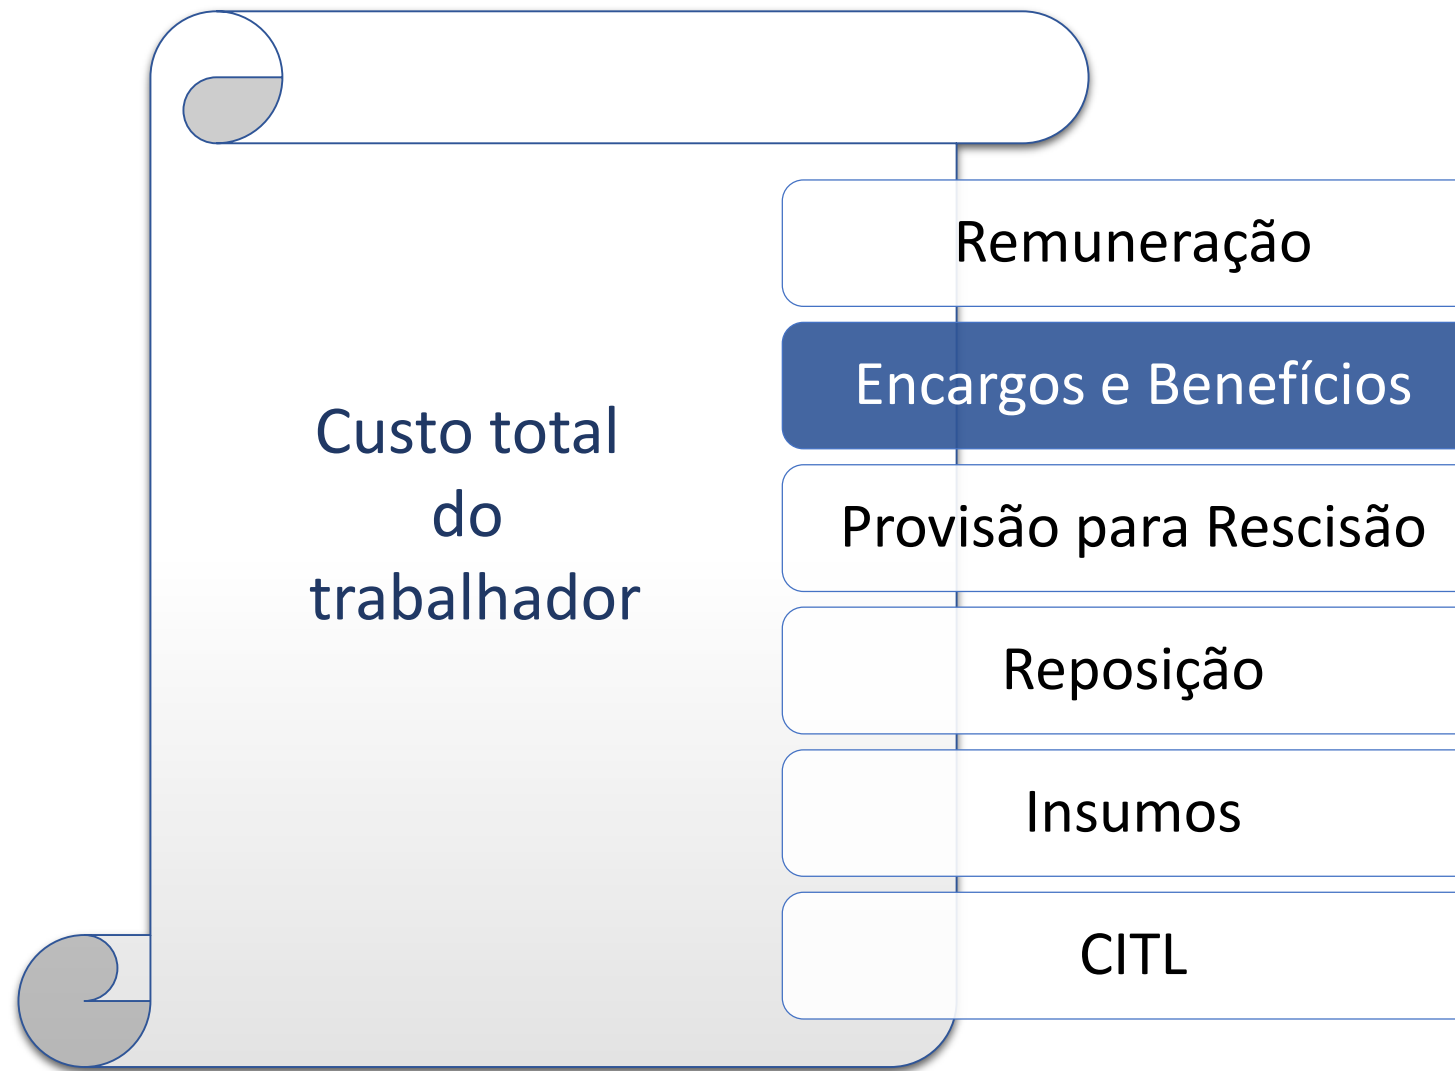 Custo total
do
trabalhador
Remuneração
Encargos e Benefícios
Provisão para Rescisão
Reposição
Insumos
CITL